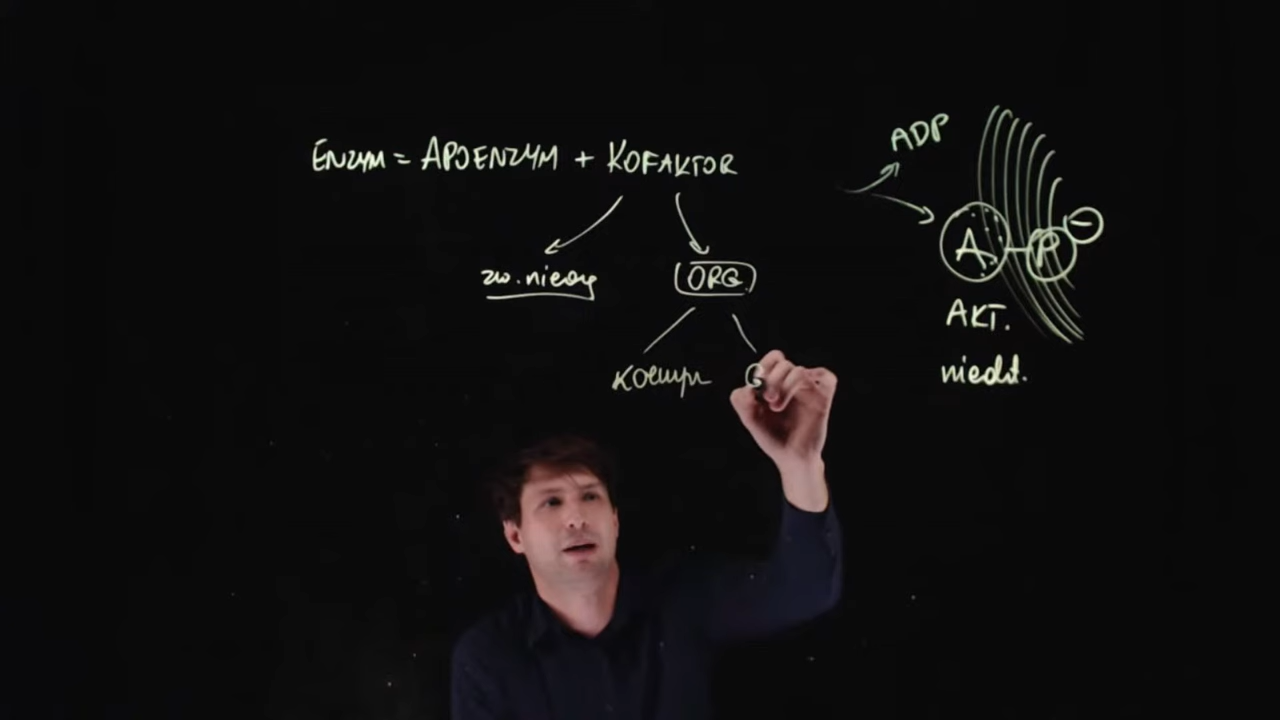 ENZYM = APOENZYM + KOFAKTOR
zw. nieorg
ORG.
KOENZYM
ADP
A - P -
AKT.
niedt.